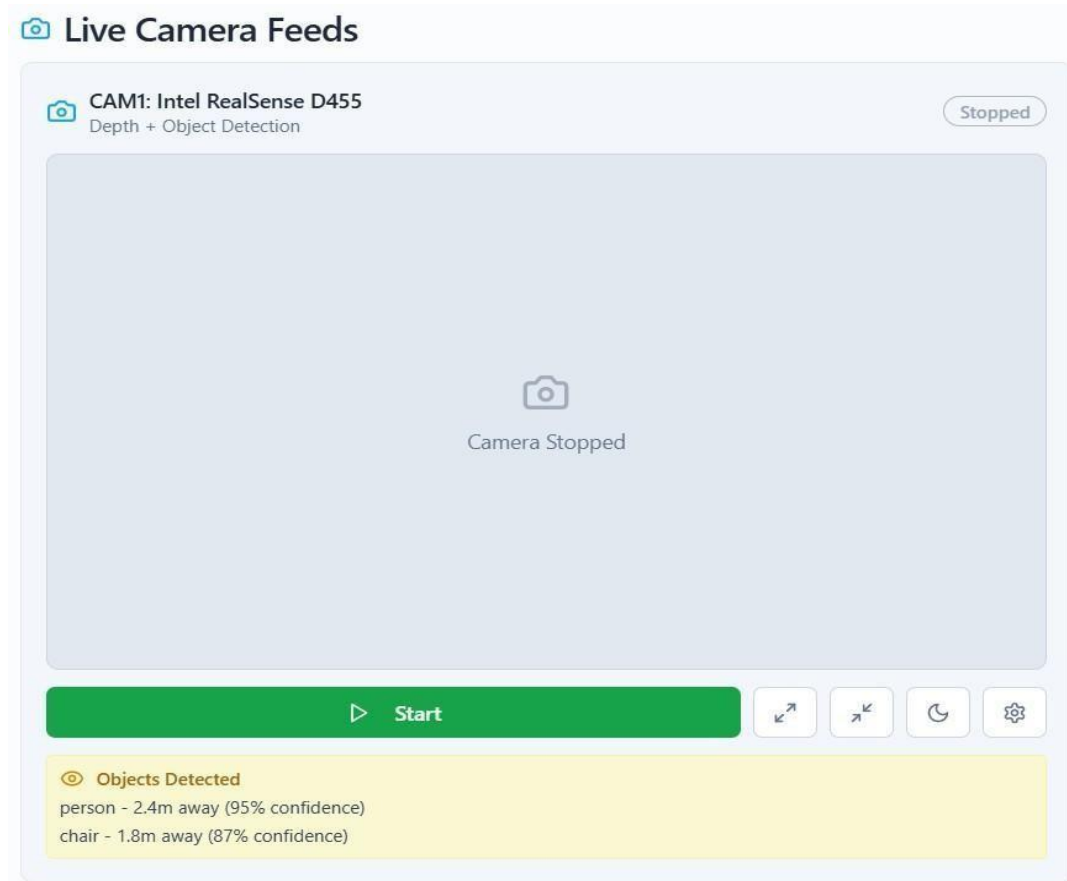 Live Camera Feeds
CAM1: Intel RealSense D455
Depth + Object Detection
Stopped
Camera Stopped
Start
Objects Detected
person - 2.4m away (95% confidence)
chair - 1.8m away (87% confidence)